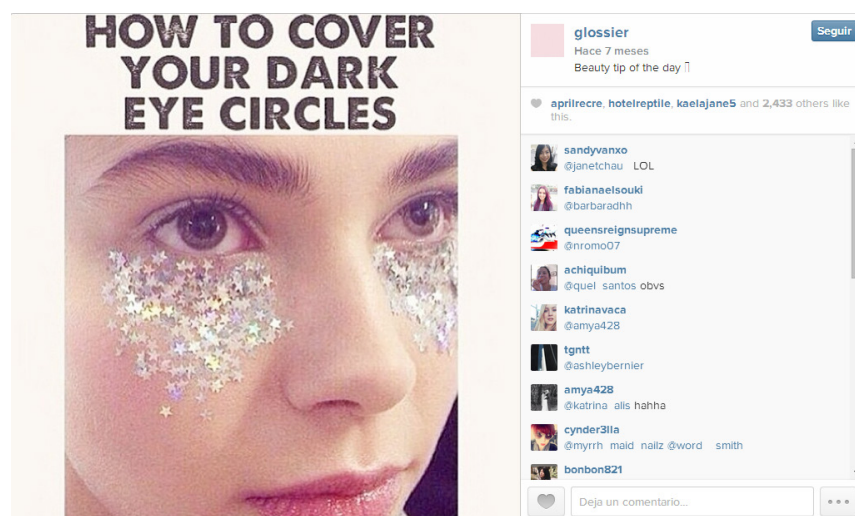 HOW TO COVER
YOUR DARK
EYE CIRCLES
glossier
Seguir
Hace 7 meses
Beauty tip of the day
aprilrecre, hotelreptile, kaelajane5 and 2,433 others like
this.
sandyvanxo
@janetchau LOL
fabianaelsouki
@barbaradhh
queensreignsupreme
@nromo07
achiquibum
@quel santos obvs
katrinavaca
@amya428
tgntt
@ashleybernier
amya428
@katrina alis hahha
cynder3lla
@myrrh maid nailz @word smith
bonbon821
Deja un comentario...